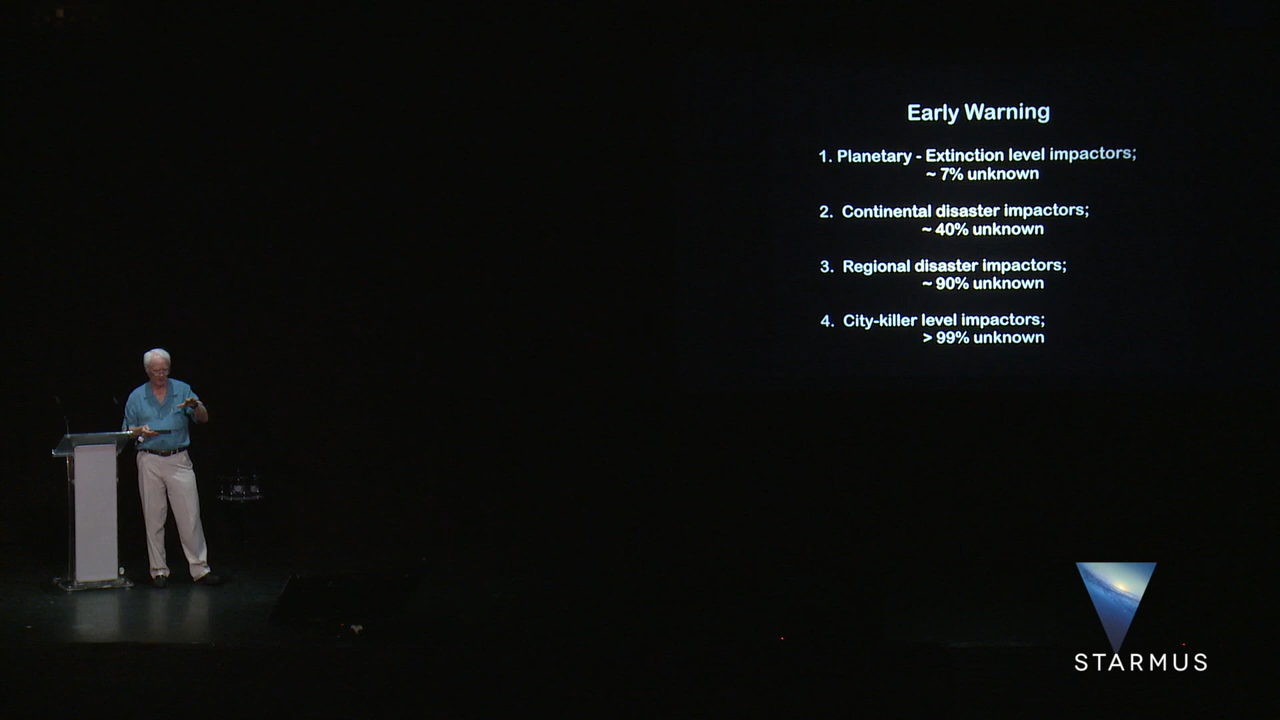 Early Warning
1. Planetary - Extinction level impactors;
~ 7% unknown
2. Continental disaster impactors;
~ 40% unknown
3. Regional disaster impactors;
~ 90% unknown
4. City-killer level impactors;
> 99% unknown
STARMUS